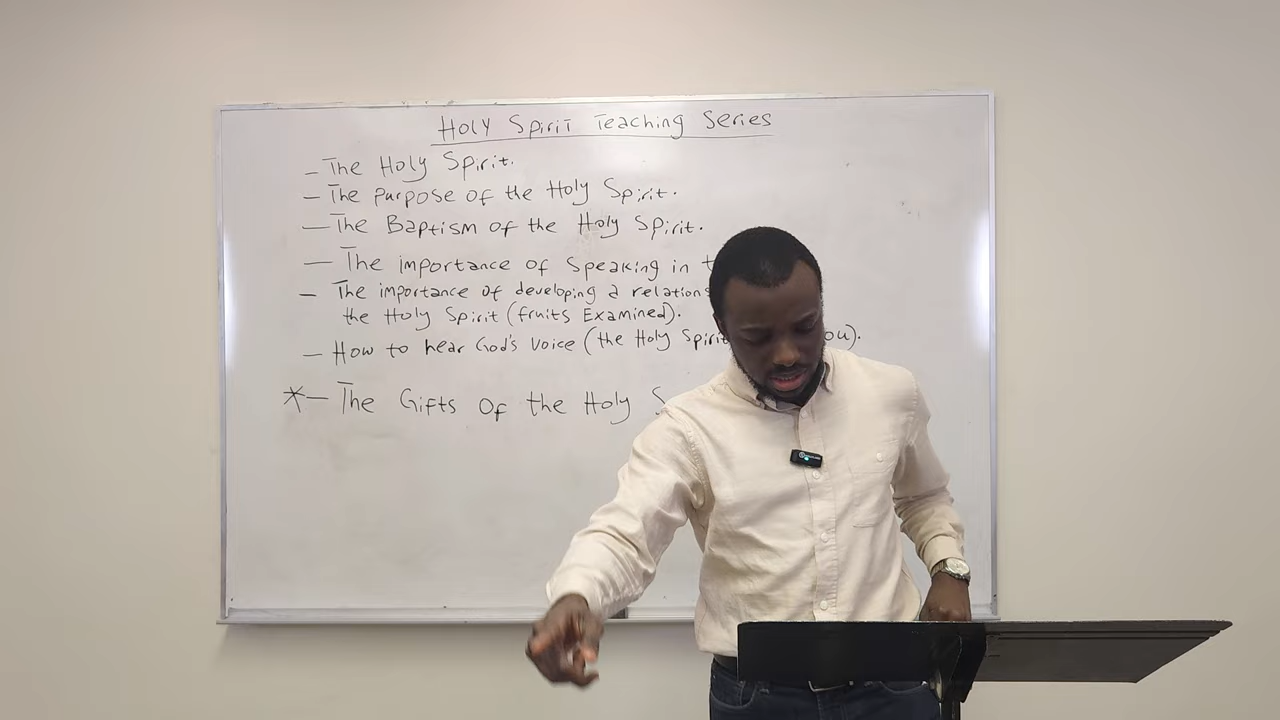 Holy Spirit Teaching Series
– The Holy Spirit.
– The Purpose of the Holy Spirit.
– The Baptism of the Holy Spirit.
– The importance of Speaking in
– The importance of developing a
the Holy Spirit (fruits Examined).
– How to hear God's Voice (the Holy Spirit
*– The Gifts Of the Holy